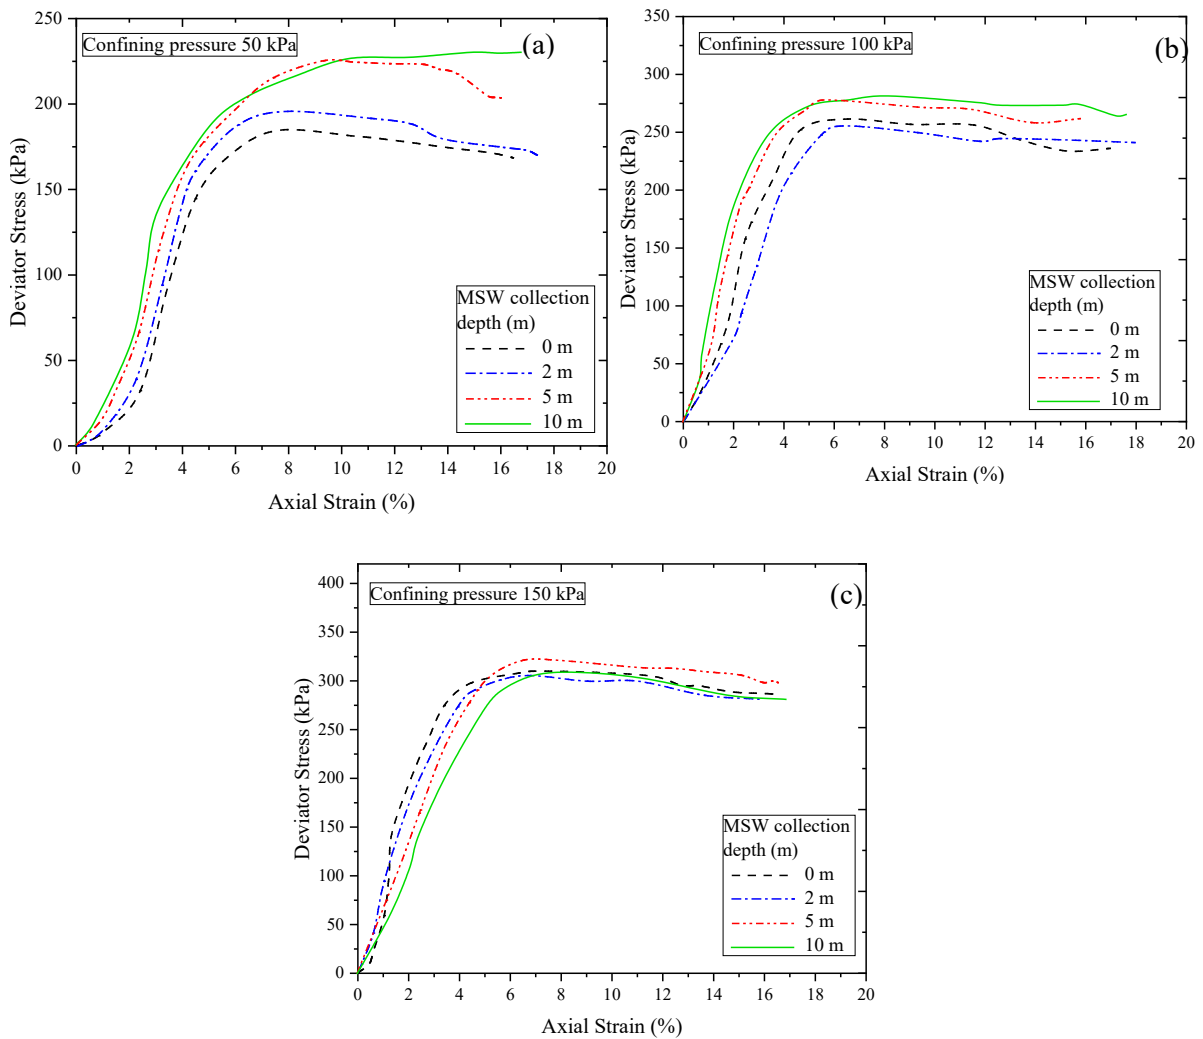 Confining pressure 50 kPa
(a)
Deviator Stress (kPa)
250
200
150
100
50
0
0 2 4 6 8 10 12 14 16 18 20
Axial Strain (%)
MSW collection
depth (m)
0 m
2 m
5 m
10 m
Confining pressure 100 kPa
(b)
Deviator Stress (kPa)
350
300
250
200
150
100
50
0
0 2 4 6 8 10 12 14 16 18 20
Axial Strain (%)
MSW collection
depth (m)
0 m
2 m
5 m
10 m
Confining pressure 150 kPa
(c)
Deviator Stress (kPa)
400
350
300
250
200
150
100
50
0
0 2 4 6 8 10 12 14 16 18 20
Axial Strain (%)
MSW collection
depth (m)
0 m
2 m
5 m
10 m